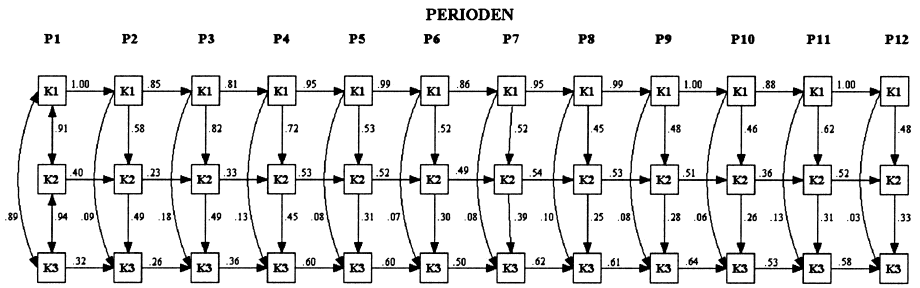 PERIODEN
P1 P2 P3 P4 P5 P6 P7 P8 P9 P10 P11 P12
K1 1.00 K1 .85 K1 .81 K1 .95 K1 .99 K1 .86 K1 .95 K1 .99 K1 1.00 K1 .88 K1 1.00 K1
.91 .58 .82 .72 .53 .52 .52 .45 .48 .46 .62 .48
K2 .40 K2 .23 K2 .33 K2 .53 K2 .52 K2 .49 K2 .54 K2 .53 K2 .51 K2 .36 K2 .52 K2
.89 .94 .09 .49 .18 .49 .13 .45 .08 .31 .07 .30 .08 .39 .10 .25 .08 .28 .06 .26 .13 .31 .03 .33
K3 .32 K3 .26 K3 .36 K3 .60 K3 .60 K3 .50 K3 .62 K3 .61 K3 .64 K3 .53 K3 .58 K3